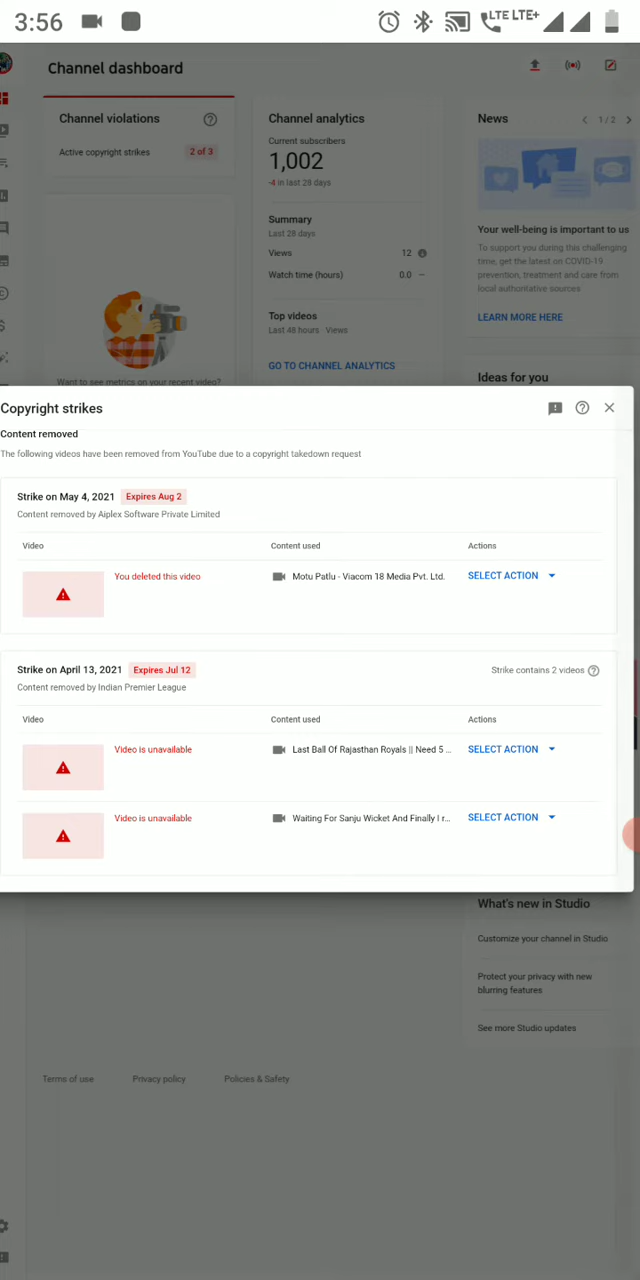 3:56
LTE LTE+
Channel dashboard
Channel violations
Active copyright strikes 2 of 3
Want to see metrics on your recent video?
Channel analytics
Current subscribers
1,002
-4 in last 28 days
Summary
Last 28 days
Views 12
Watch time (hours) 0.0 —
Top videos
Last 48 hours · Views
GO TO CHANNEL ANALYTICS
News 1 / 2
Your well-being is important to us
To support you during this challenging
time, get the latest on COVID-19
prevention, treatment and care from
local authoritative sources
LEARN MORE HERE
Ideas for you
Copyright strikes
Content removed
The following videos have been removed from YouTube due to a copyright takedown request
Strike on May 4, 2021 Expires Aug 2
Content removed by Aiplex Software Private Limited
Video Content used Actions
You deleted this video Motu Patlu - Viacom 18 Media Pvt. Ltd. SELECT ACTION
Strike on April 13, 2021 Expires Jul 12 Strike contains 2 videos
Content removed by Indian Premier League
Video Content used Actions
Video is unavailable Last Ball Of Rajasthan Royals || Need 5 ... SELECT ACTION
Video is unavailable Waiting For Sanju Wicket And Finally I r... SELECT ACTION
What's new in Studio
Customize your channel in Studio
Protect your privacy with new
blurring features
See more Studio updates
Terms of use Privacy policy Policies & Safety